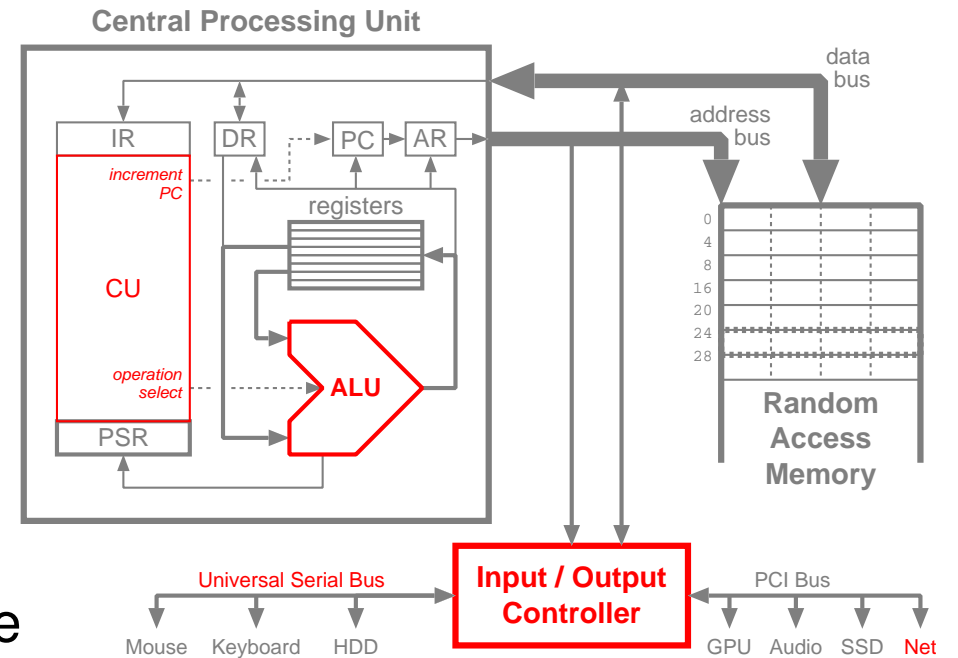 Central Processing Unit
data
bus
address
bus
IR
DR
PC
AR
increment
PC
registers
CU
operation
select
ALU
PSR
0
4
8
16
20
24
28
Random
Access
Memory
Universal Serial Bus
Input / Output
Controller
PCI Bus
e
Mouse Keyboard HDD
GPU Audio SSD Net